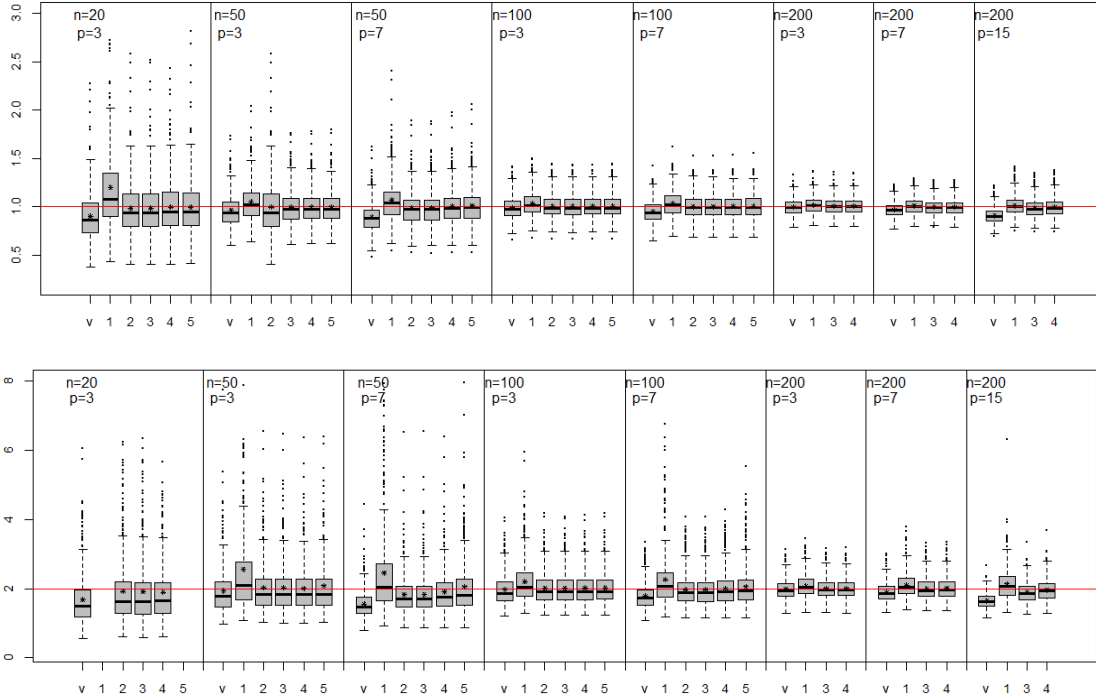 3.0
2.5
2.0
1.5
1.0
0.5
n=20 n=50 n=50 n=100 n=100 n=200 n=200 n=200
p=3 p=3 p=7 p=3 p=7 p=3 p=7 p=15
v 1 2 3 4 5 v 1 2 3 4 5 v 1 2 3 4 5 v 1 2 3 4 5 v 1 2 3 4 5 v 1 3 4 v 1 3 4 v 1 3 4
8
6
4
2
0
n=20 n=50 n=50 n=100 n=100 n=200 n=200 n=200
p=3 p=3 p=7 p=3 p=7 p=3 p=7 p=15
v 1 2 3 4 5 v 1 2 3 4 5 v 1 2 3 4 5 v 1 2 3 4 5 v 1 2 3 4 5 v 1 3 4 v 1 3 4 v 1 3 4